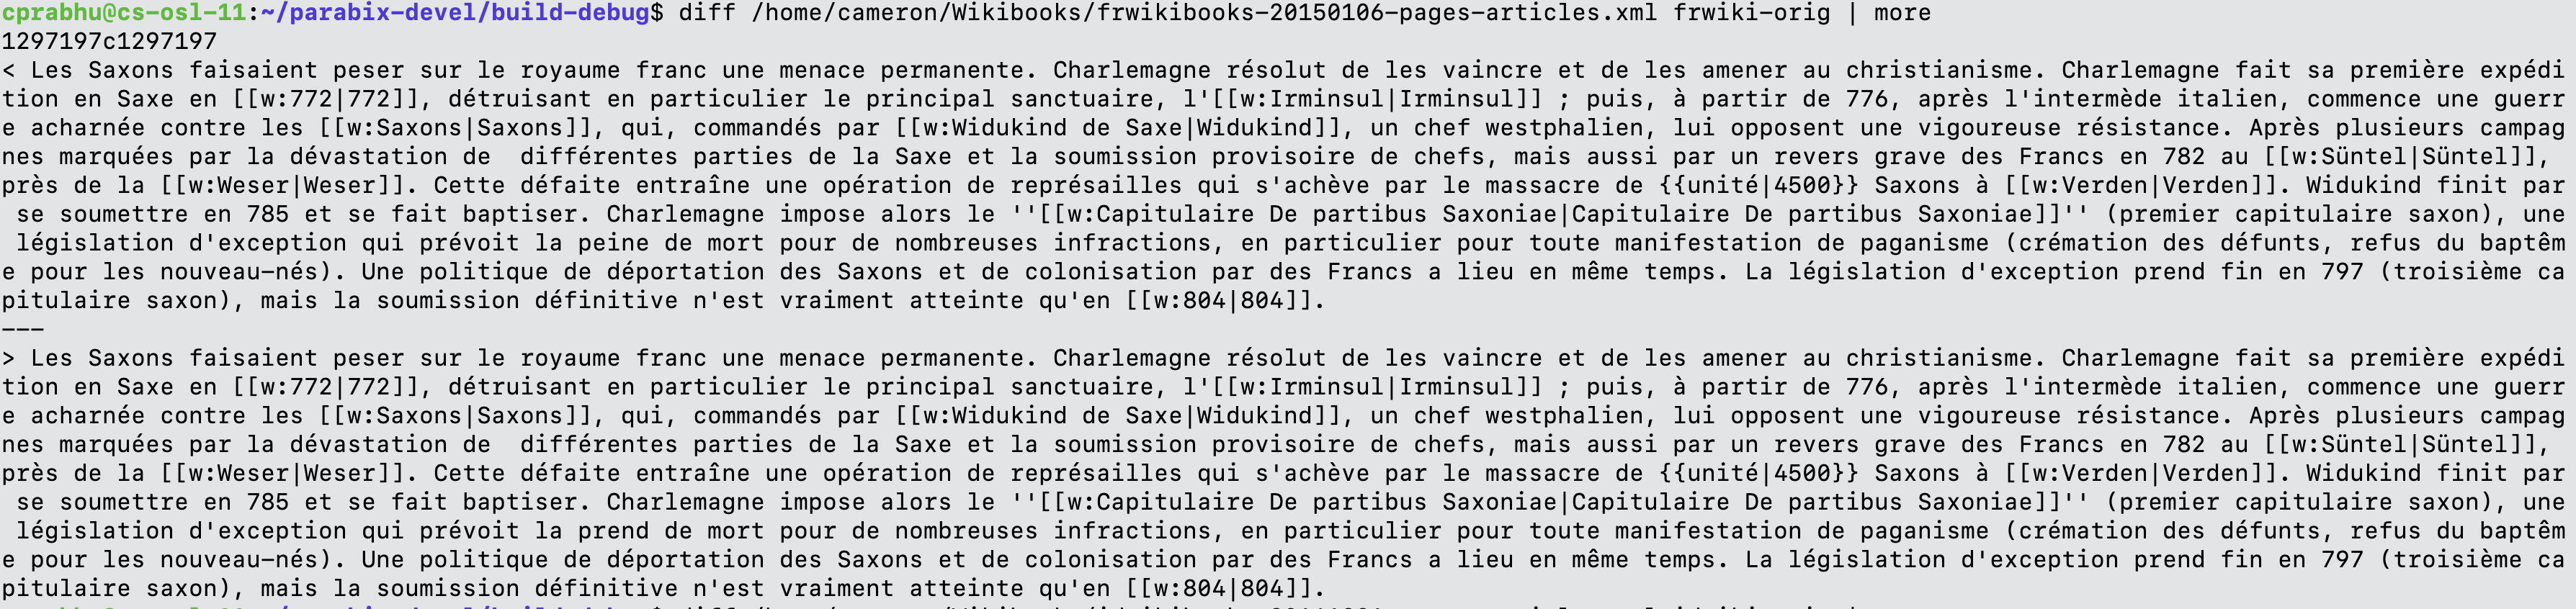 cprabhu@cs-osl-11:~/parabix-devel/build-debug$ diff /home/cameron/Wikibooks/frwikibooks-20150106-pages-articles.xml frwiki-orig | more
1297197c1297197
< Les Saxons faisaient peser sur le royaume franc une menace permanente. Charlemagne résolut de les vaincre et de les amener au christianisme. Charlemagne fait sa première expédi
tion en Saxe en [[w:772|772]], détruisant en particulier le principal sanctuaire, l'[[w:Irminsul|Irminsul]] ; puis, à partir de 776, après l'intermède italien, commence une guerr
e acharnée contre les [[w:Saxons|Saxons]], qui, commandés par [[w:Widukind de Saxe|Widukind]], un chef westphalien, lui opposent une vigoureuse résistance. Après plusieurs campag
nes marquées par la dévastation de  différentes parties de la Saxe et la soumission provisoire de chefs, mais aussi par un revers grave des Francs en 782 au [[w:Süntel|Süntel]],
près de la [[w:Weser|Weser]]. Cette défaite entraîne une opération de représailles qui s'achève par le massacre de {{unité|4500}} Saxons à [[w:Verden|Verden]]. Widukind finit par
 se soumettre en 785 et se fait baptiser. Charlemagne impose alors le ''[[w:Capitulaire De partibus Saxoniae|Capitulaire De partibus Saxoniae]]'' (premier capitulaire saxon), une
 législation d'exception qui prévoit la peine de mort pour de nombreuses infractions, en particulier pour toute manifestation de paganisme (crémation des défunts, refus du baptêm
e pour les nouveau-nés). Une politique de déportation des Saxons et de colonisation par des Francs a lieu en même temps. La législation d'exception prend fin en 797 (troisième ca
pitulaire saxon), mais la soumission définitive n'est vraiment atteinte qu'en [[w:804|804]].
---
> Les Saxons faisaient peser sur le royaume franc une menace permanente. Charlemagne résolut de les vaincre et de les amener au christianisme. Charlemagne fait sa première expédi
tion en Saxe en [[w:772|772]], détruisant en particulier le principal sanctuaire, l'[[w:Irminsul|Irminsul]] ; puis, à partir de 776, après l'intermède italien, commence une guerr
e acharnée contre les [[w:Saxons|Saxons]], qui, commandés par [[w:Widukind de Saxe|Widukind]], un chef westphalien, lui opposent une vigoureuse résistance. Après plusieurs campag
nes marquées par la dévastation de  différentes parties de la Saxe et la soumission provisoire de chefs, mais aussi par un revers grave des Francs en 782 au [[w:Süntel|Süntel]],
près de la [[w:Weser|Weser]]. Cette défaite entraîne une opération de représailles qui s'achève par le massacre de {{unité|4500}} Saxons à [[w:Verden|Verden]]. Widukind finit par
 se soumettre en 785 et se fait baptiser. Charlemagne impose alors le ''[[w:Capitulaire De partibus Saxoniae|Capitulaire De partibus Saxoniae]]'' (premier capitulaire saxon), une
 législation d'exception qui prévoit la prend de mort pour de nombreuses infractions, en particulier pour toute manifestation de paganisme (crémation des défunts, refus du baptêm
e pour les nouveau-nés). Une politique de déportation des Saxons et de colonisation par des Francs a lieu en même temps. La législation d'exception prend fin en 797 (troisième ca
pitulaire saxon), mais la soumission définitive n'est vraiment atteinte qu'en [[w:804|804]].